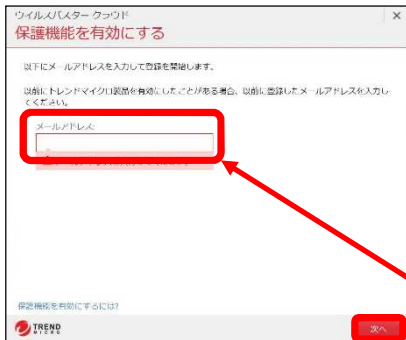 ウイルスバスター クラウド
保護機能を有効にする
以下にメールアドレスを入力して登録を開始します。
以前にトレンドマイクロ製品を有効にしたことがある場合、以前に登録したメールアドレスを入力し
てください。
メールアドレス:
保護機能を有効にするには?
TREND
MICRO
次へ